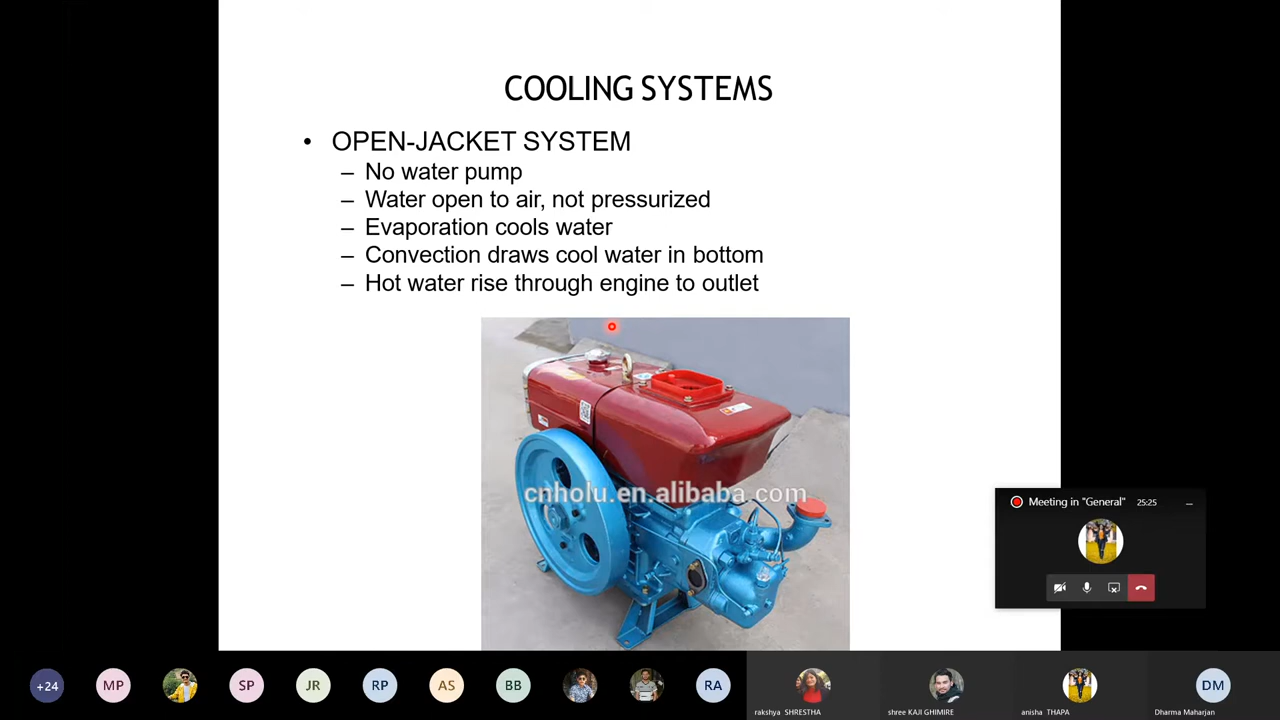 COOLING SYSTEMS
• OPEN-JACKET SYSTEM
– No water pump
– Water open to air, not pressurized
– Evaporation cools water
– Convection draws cool water in bottom
– Hot water rise through engine to outlet
cnholu.en.alibaba.com
Meeting in "General" 25:25
+24 MP SP JR RP AS BB RA DM
rakshya SHRESTHA shree KAJI GHIMIRE anisha THAPA Dharma Maharjan